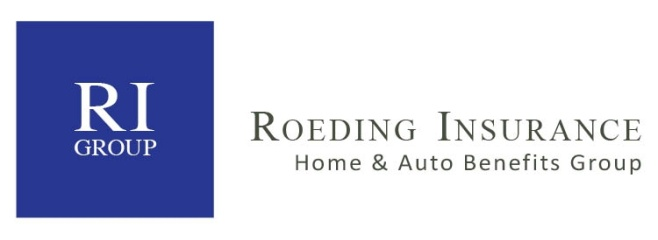 RI
GROUP
ROEDING INSURANCE
Home & Auto Benefits Group